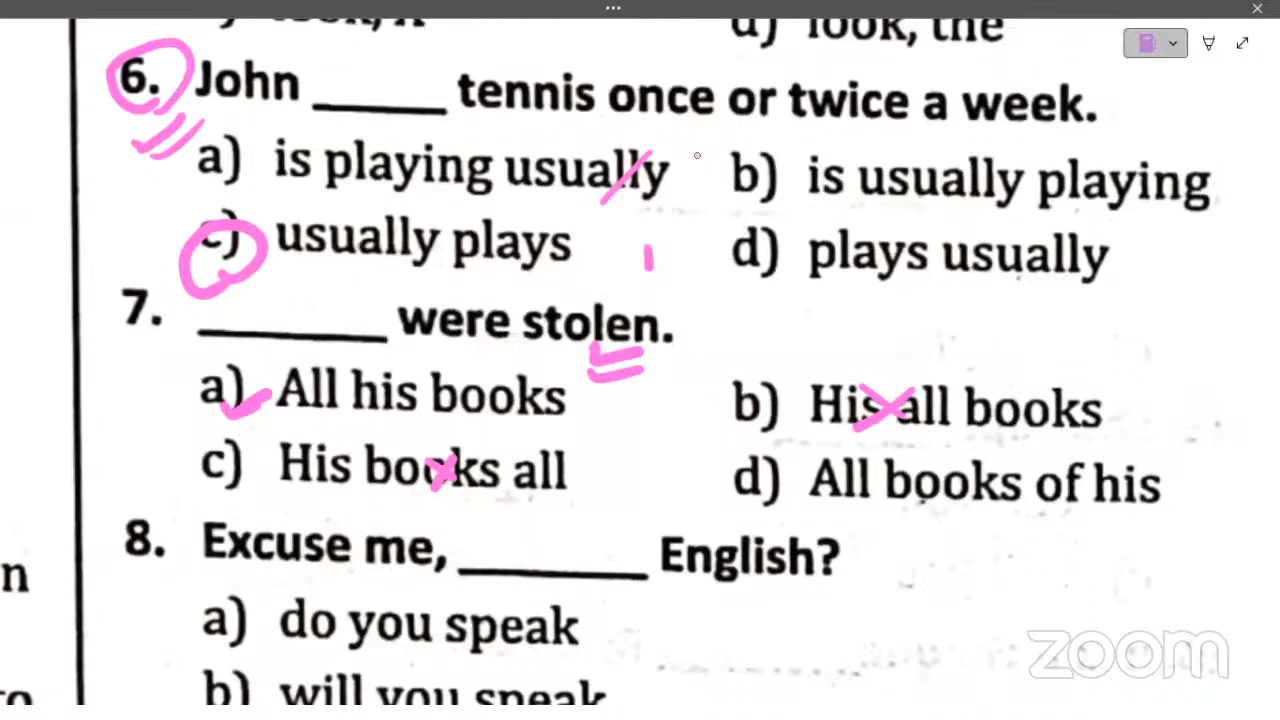 d) look, the
6. John ______ tennis once or twice a week.
a) is playing usually b) is usually playing
c) usually plays d) plays usually
7. ________ were stolen.
a) All his books b) His all books
c) His books all d) All books of his
8. Excuse me, ________ English?
a) do you speak
b) will you speak
n
zoom